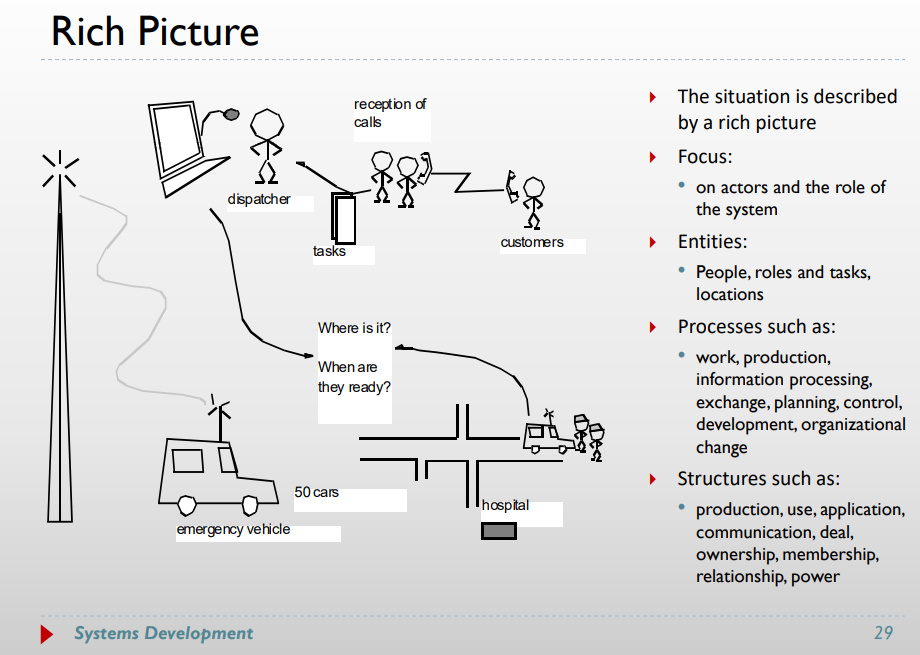 Rich Picture
reception of
calls
dispatcher
tasks
customers
Where is it?
When are
they ready?
50 cars
hospital
emergency vehicle
The situation is described
by a rich picture
Focus:
on actors and the role of
the system
Entities:
People, roles and tasks,
locations
Processes such as:
work, production,
information processing,
exchange, planning, control,
development, organizational
change
Structures such as:
production, use, application,
communication, deal,
ownership, membership,
relationship, power
Systems Development
29